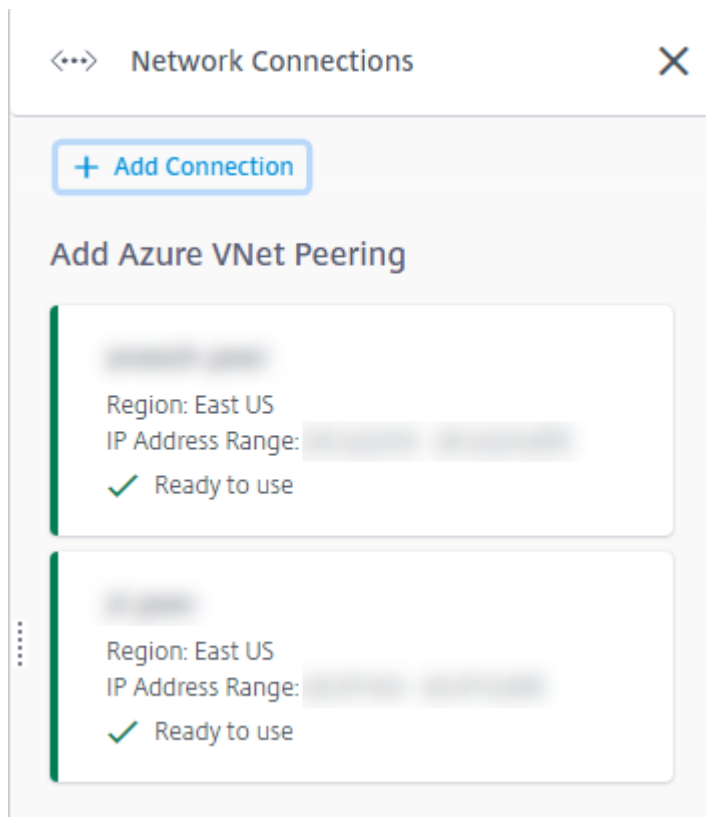 Network Connections
+ Add Connection
Add Azure VNet Peering
Region: East US
IP Address Range:
Ready to use
Region: East US
IP Address Range:
Ready to use